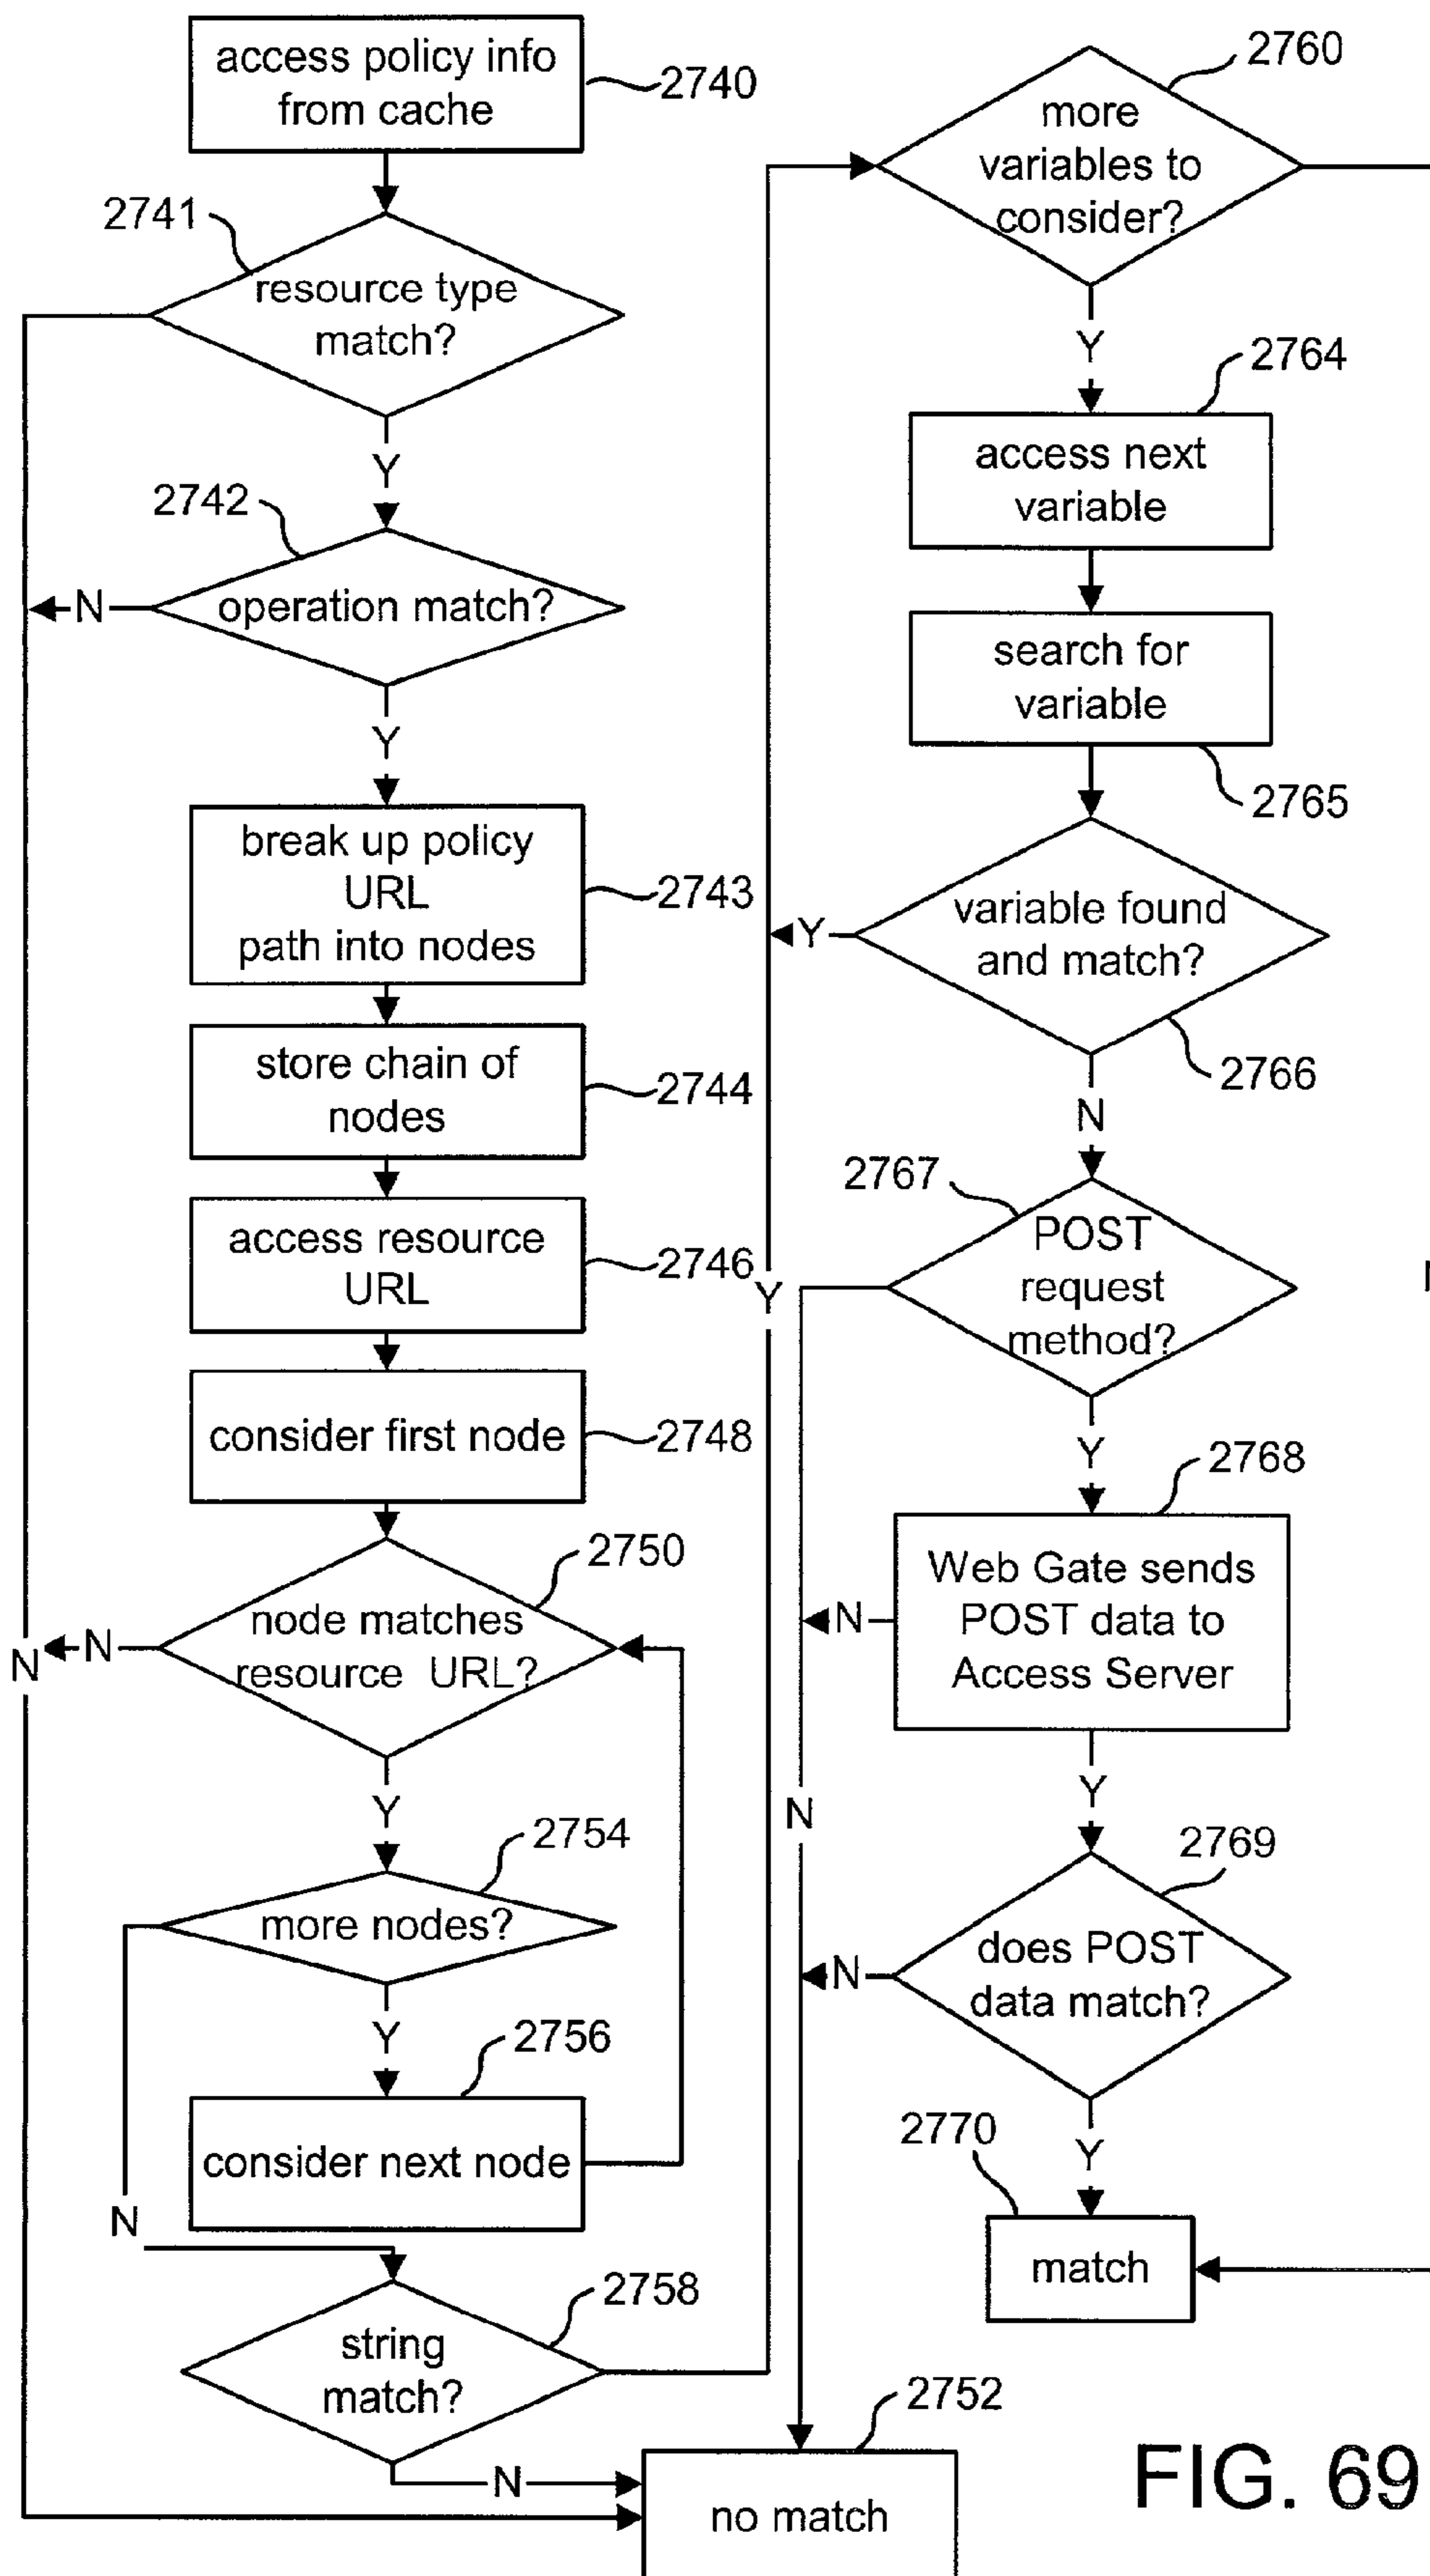 access policy info
from cache
2740
2741
resource type
match?
Y
2742
operation match?
N
Y
break up policy
URL
path into nodes
2743
store chain of
nodes
2744
access resource
URL
2746
consider first node
2748
2750
node matches
resource URL?
N
N
Y
2754
more nodes?
Y
2756
consider next node
N
2758
string
match?
N
Y
2760
more
variables to
consider?
Y
2764
access next
variable
search for
variable
2765
variable found
and match?
Y
2766
N
2767
POST
request
method?
Y
2768
Web Gate sends
POST data to
Access Server
N
Y
N
2769
does POST
data match?
N
Y
2770
match
2752
no match
FIG. 69